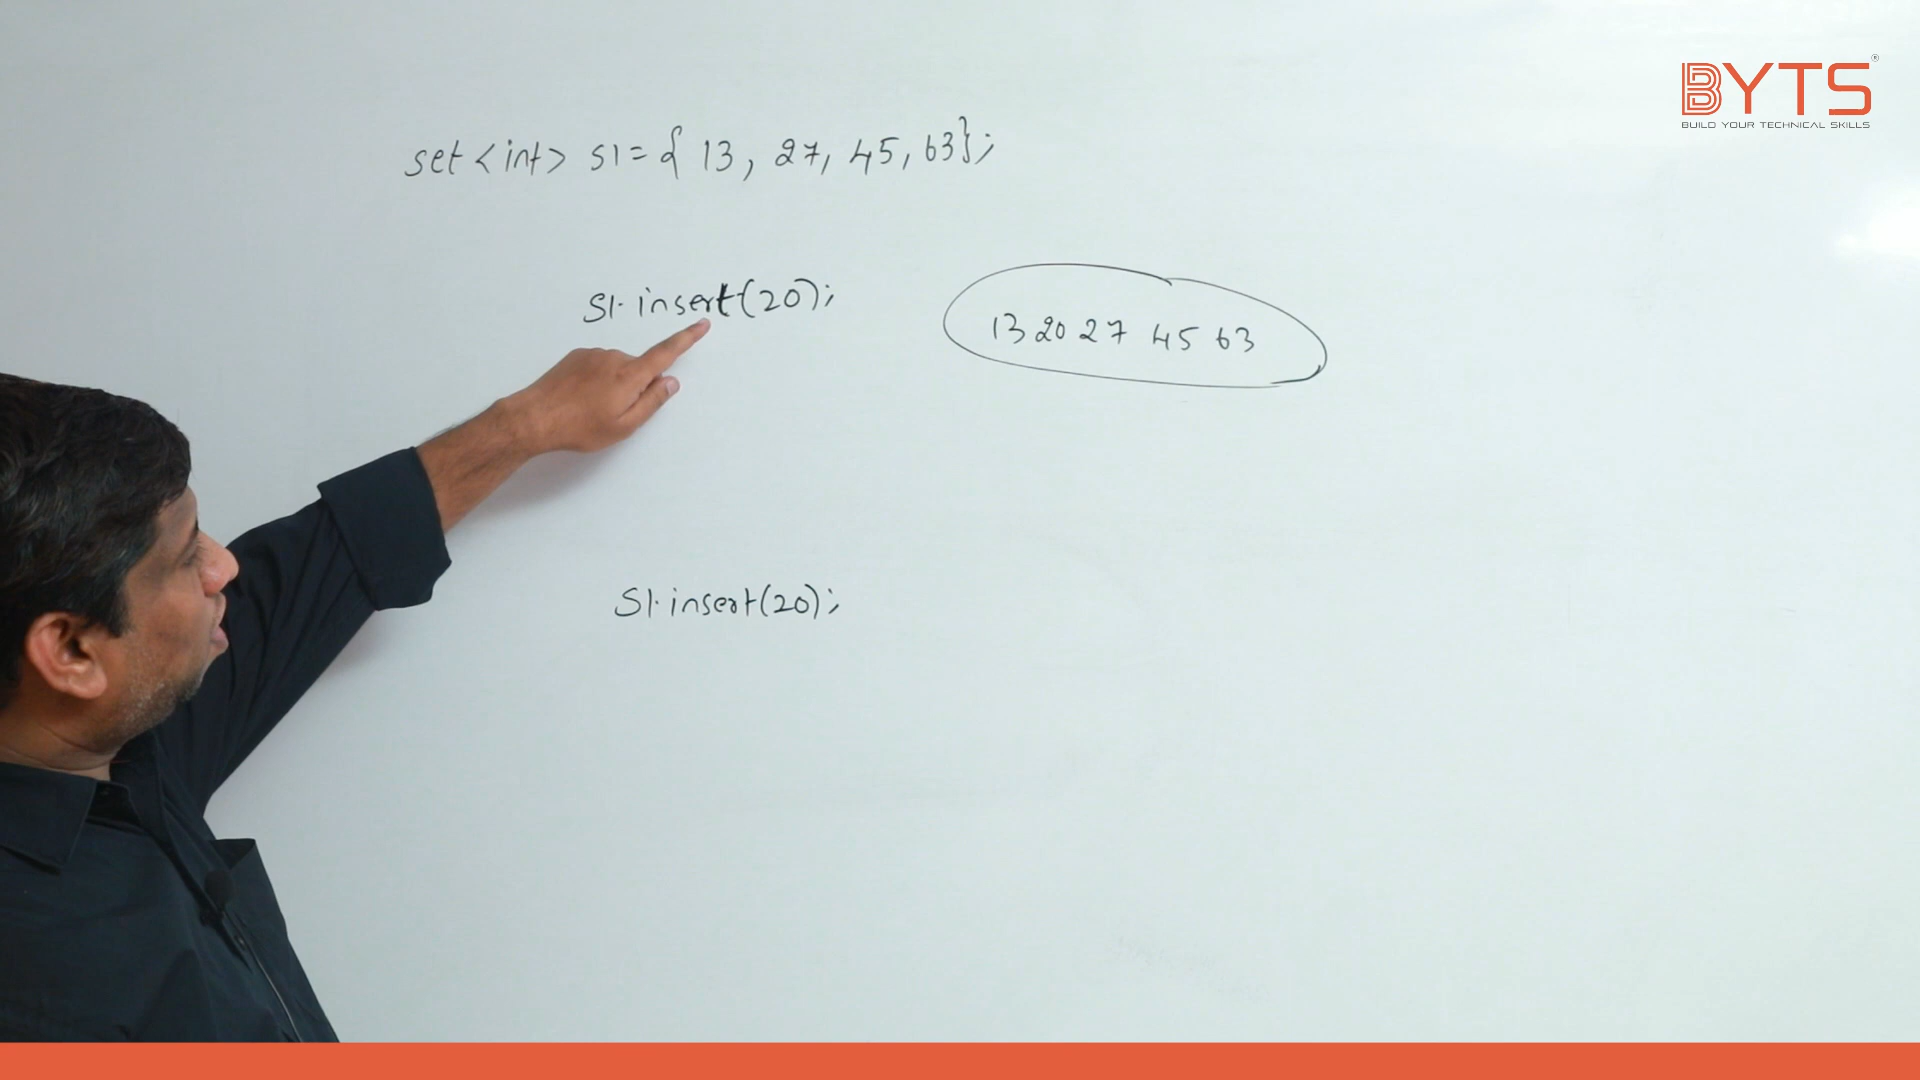 BYTS®
BUILD YOUR TECHNICAL SKILLS
set<int> s1={ 13, 27, 45, 63};
S1.insert(20);
13 20 27 45 63
S1.insert(20);